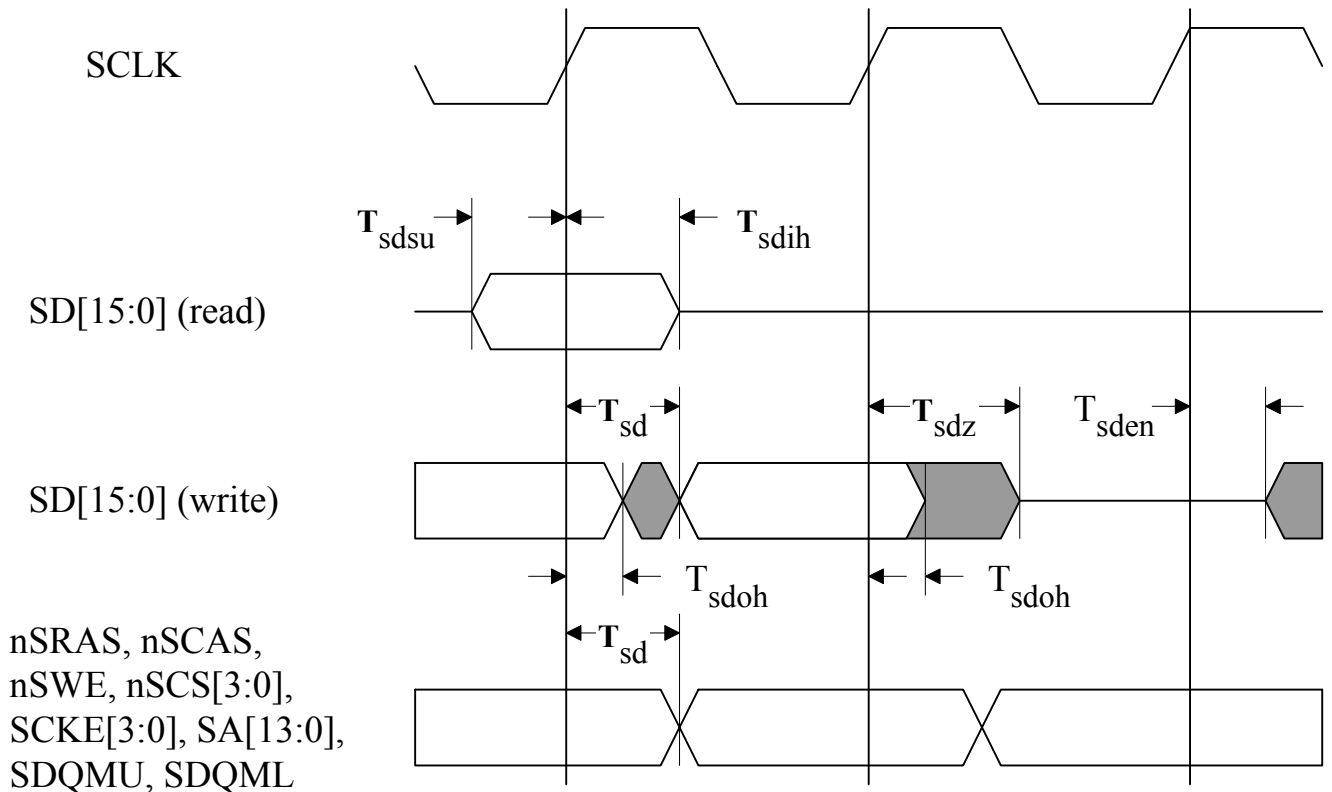 SCLK
Tsdsu
Tsdih
SD[15:0] (read)
Tsd
Tsdz
Tsden
SD[15:0] (write)
Tsdoh
Tsdoh
Tsd
nSRAS, nSCAS,
nSWE, nSCS[3:0],
SCKE[3:0], SA[13:0],
SDQMU, SDQML